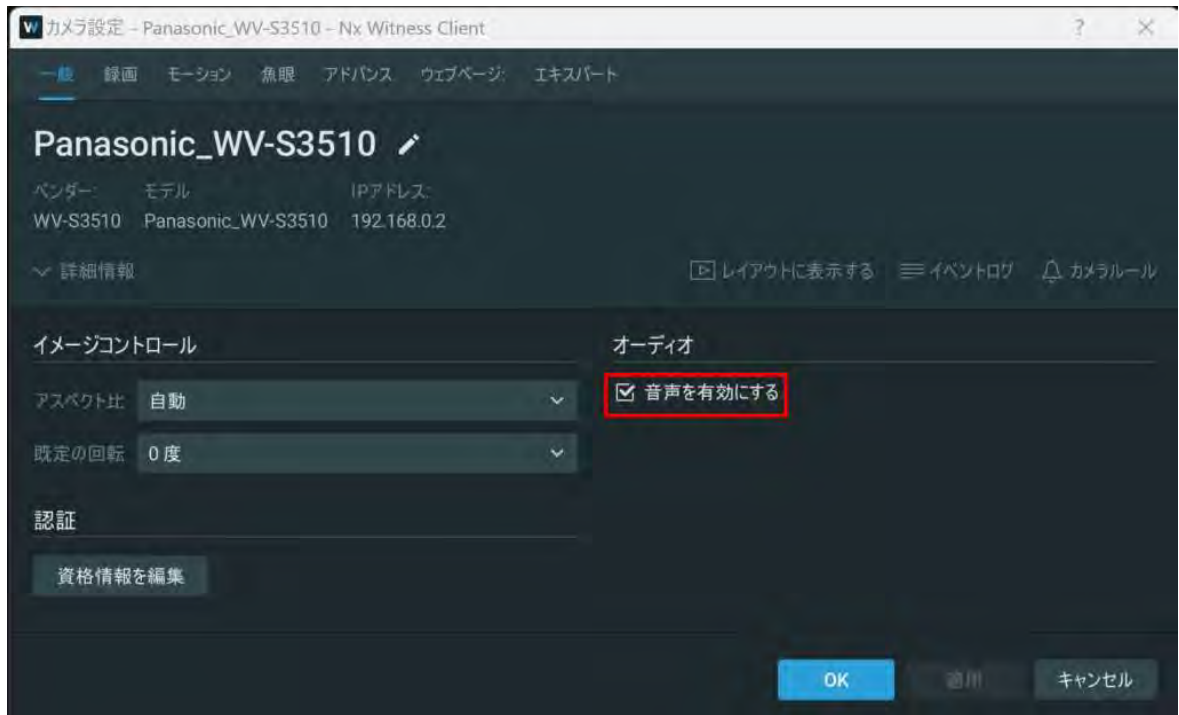 カメラ設定 - Panasonic_WV-S3510 - Nx Witness Client
一般 録画 モーション 魚眼 アドバンス ウェブページ: エキスパート
Panasonic_WV-S3510
ベンダー: モデル IPアドレス:
WV-S3510 Panasonic_WV-S3510 192.168.0.2
詳細情報 レイアウトに表示する イベントログ カメラルール
イメージコントロール オーディオ
アスペクト比 自動 音声を有効にする
既定の回転 0 度
認証
資格情報を編集
OK 適用 キャンセル